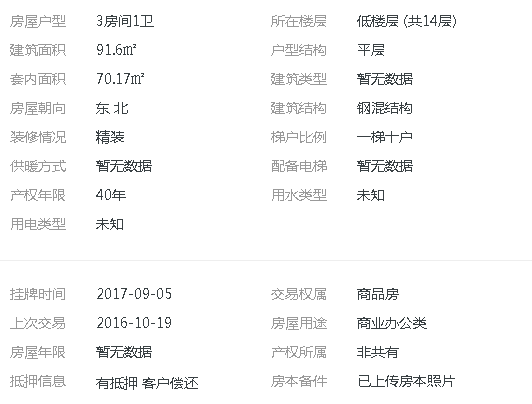 房屋户型 3房间1卫 所在楼层 低楼层 (共14层)
建筑面积 91.6㎡ 户型结构 平层
套内面积 70.17㎡ 建筑类型 暂无数据
房屋朝向 东 北 建筑结构 钢混结构
装修情况 精装 梯户比例 一梯十户
供暖方式 暂无数据 配备电梯 暂无数据
产权年限 40年 用水类型 未知
用电类型 未知
挂牌时间 2017-09-05 交易权属 商品房
上次交易 2016-10-19 房屋用途 商业办公类
房屋年限 暂无数据 产权所属 非共有
抵押信息 有抵押 客户偿还 房本备件 已上传房本照片